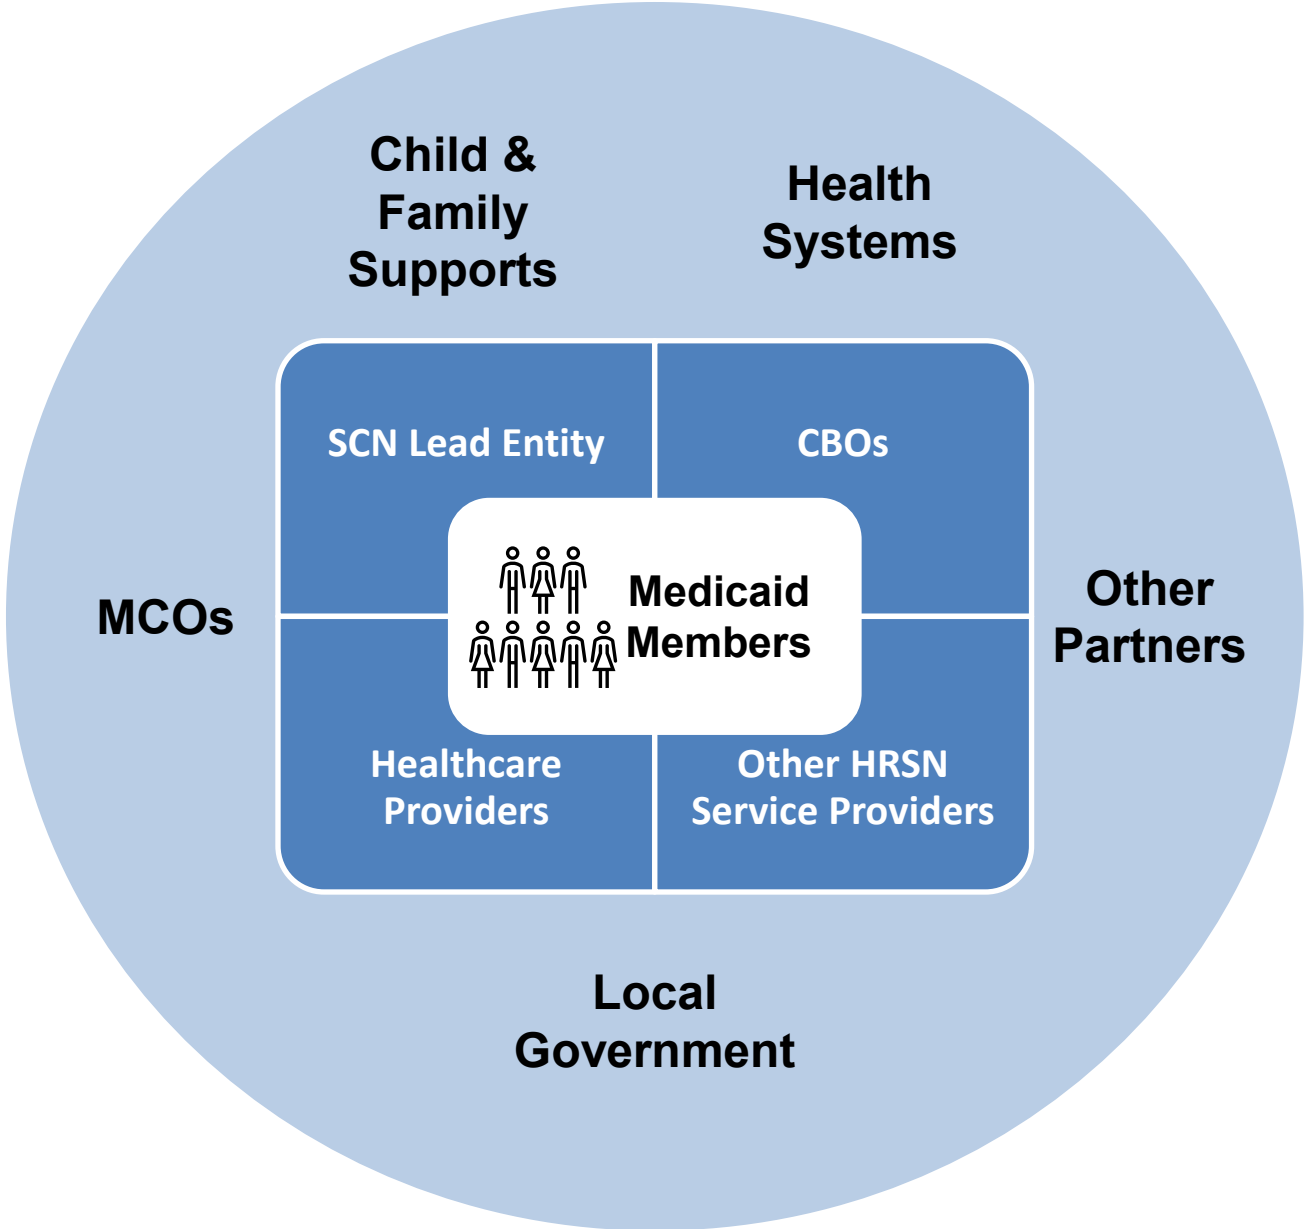 Child &
Family
Supports
Health
Systems
SCN Lead Entity
CBOs
MCOs
Medicaid
Members
Other
Partners
Healthcare
Providers
Other HRSN
Service Providers
Local
Government